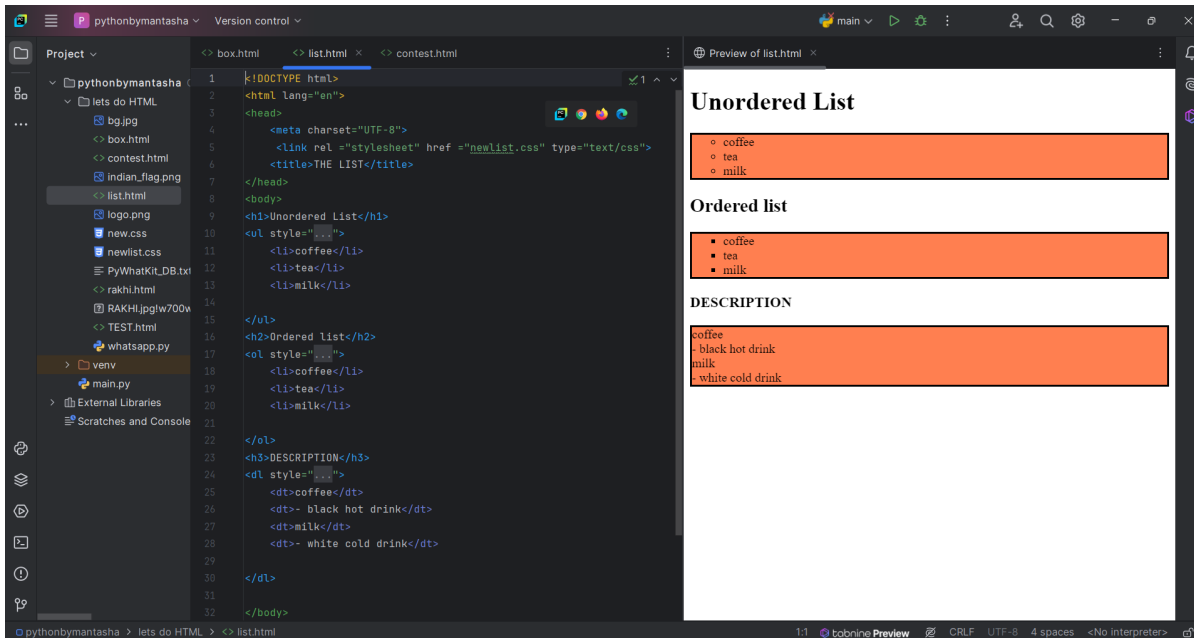 P pythonbymantasha Version control main
Project
pythonbymantasha
lets do HTML
bg.jpg
box.html
contest.html
indian_flag.png
list.html
logo.png
new.css
newlist.css
PyWhatKit_DB.txt
rakhi.html
RAKHI.jpg!w700w
TEST.html
whatsapp.py
venv
main.py
External Libraries
Scratches and Console
<> box.html <> list.html × <> contest.html
1 <!DOCTYPE html>
2 <html lang="en">
3 <head>
4 <meta charset="UTF-8">
5 <link rel ="stylesheet" href ="newlist.css" type="text/css">
6 <title>THE LIST</title>
7 </head>
8 <body>
9 <h1>Unordered List</h1>
10 <ul style="...">
11 <li>coffee</li>
12 <li>tea</li>
13 <li>milk</li>
14
15 </ul>
16 <h2>Ordered list</h2>
17 <ol style="...">
18 <li>coffee</li>
19 <li>tea</li>
20 <li>milk</li>
21
22 </ol>
23 <h3>DESCRIPTION</h3>
24 <dl style="...">
25 <dt>coffee</dt>
26 <dt>- black hot drink</dt>
27 <dt>milk</dt>
28 <dt>- white cold drink</dt>
29
30 </dl>
31
32 </body>
1
Preview of list.html ×
Unordered List
coffee
tea
milk
Ordered list
coffee
tea
milk
DESCRIPTION
coffee
- black hot drink
milk
- white cold drink
pythonbymantasha > lets do HTML > <> list.html 1:1 tabnine Preview CRLF UTF-8 4 spaces <No interpreter>